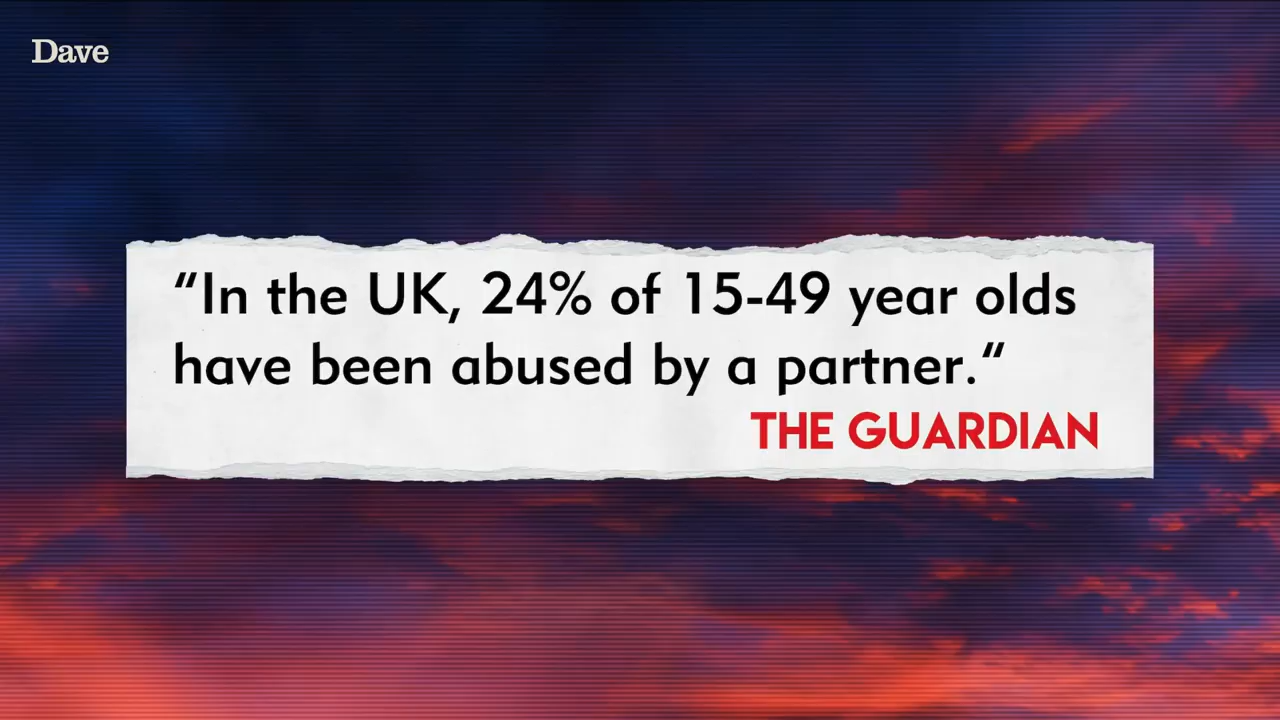 Dave
“In the UK, 24% of 15-49 year olds
have been abused by a partner.“
THE GUARDIAN